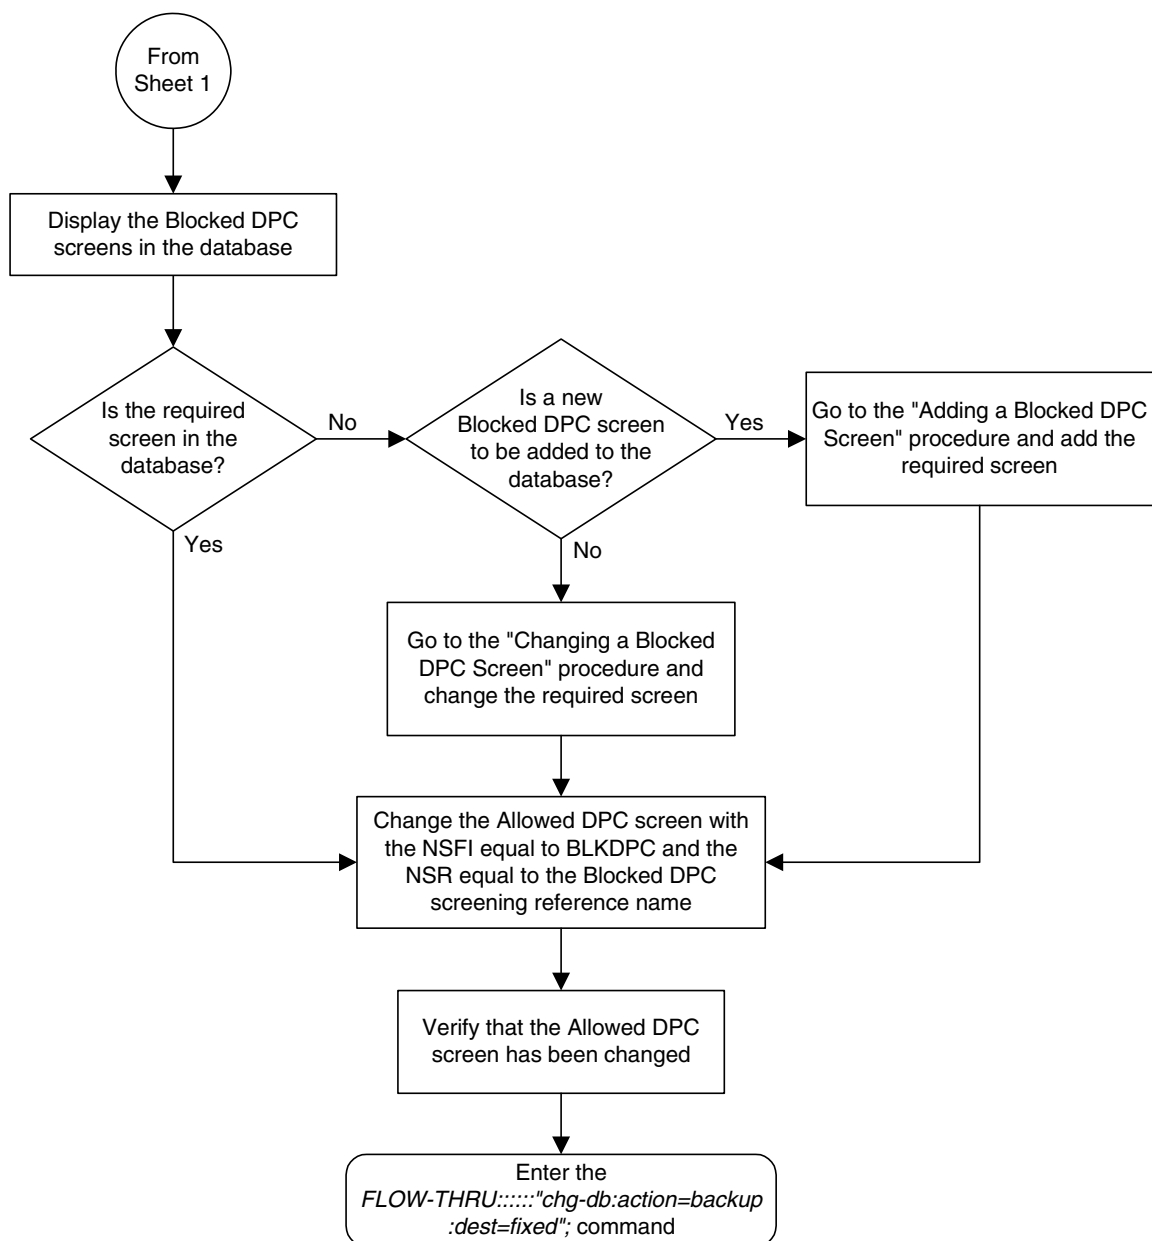 From
Sheet 1
Display the Blocked DPC
screens in the database
Is the required
screen in the
database?
No
Yes
Is a new
Blocked DPC screen
to be added to the
database?
Yes
No
Go to the "Adding a Blocked DPC
Screen" procedure and add the
required screen
Go to the "Changing a Blocked
DPC Screen" procedure and
change the required screen
Change the Allowed DPC screen with
the NSFI equal to BLKDPC and the
NSR equal to the Blocked DPC
screening reference name
Verify that the Allowed DPC
screen has been changed
Enter the
FLOW-THRU::::::"chg-db:action=backup
:dest=fixed"; command